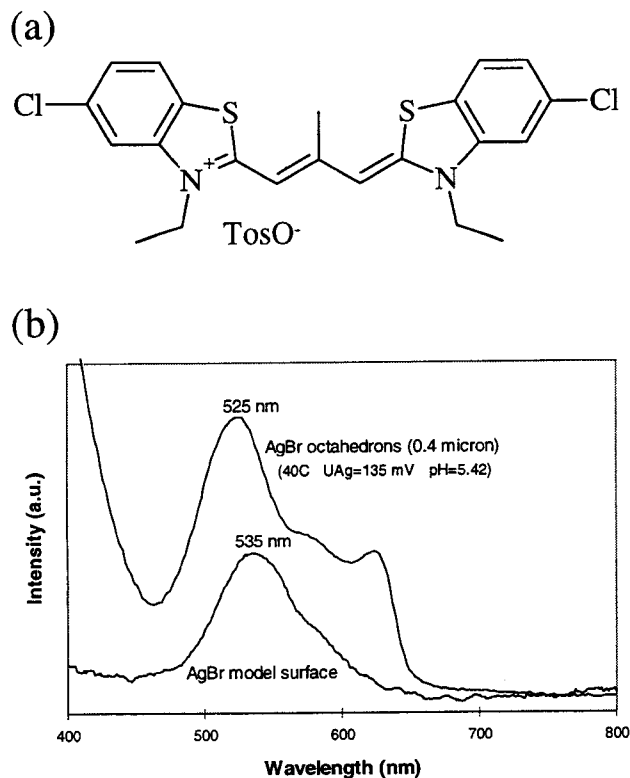 (a)
Cl
S
S
Cl
N+
N
TosO-
(b)
525 nm
AgBr octahedrons (0.4 micron)
(40C UAg=135 mV pH=5.42)
535 nm
AgBr model surface
Intensity (a.u.)
400
500
600
700
800
Wavelength (nm)